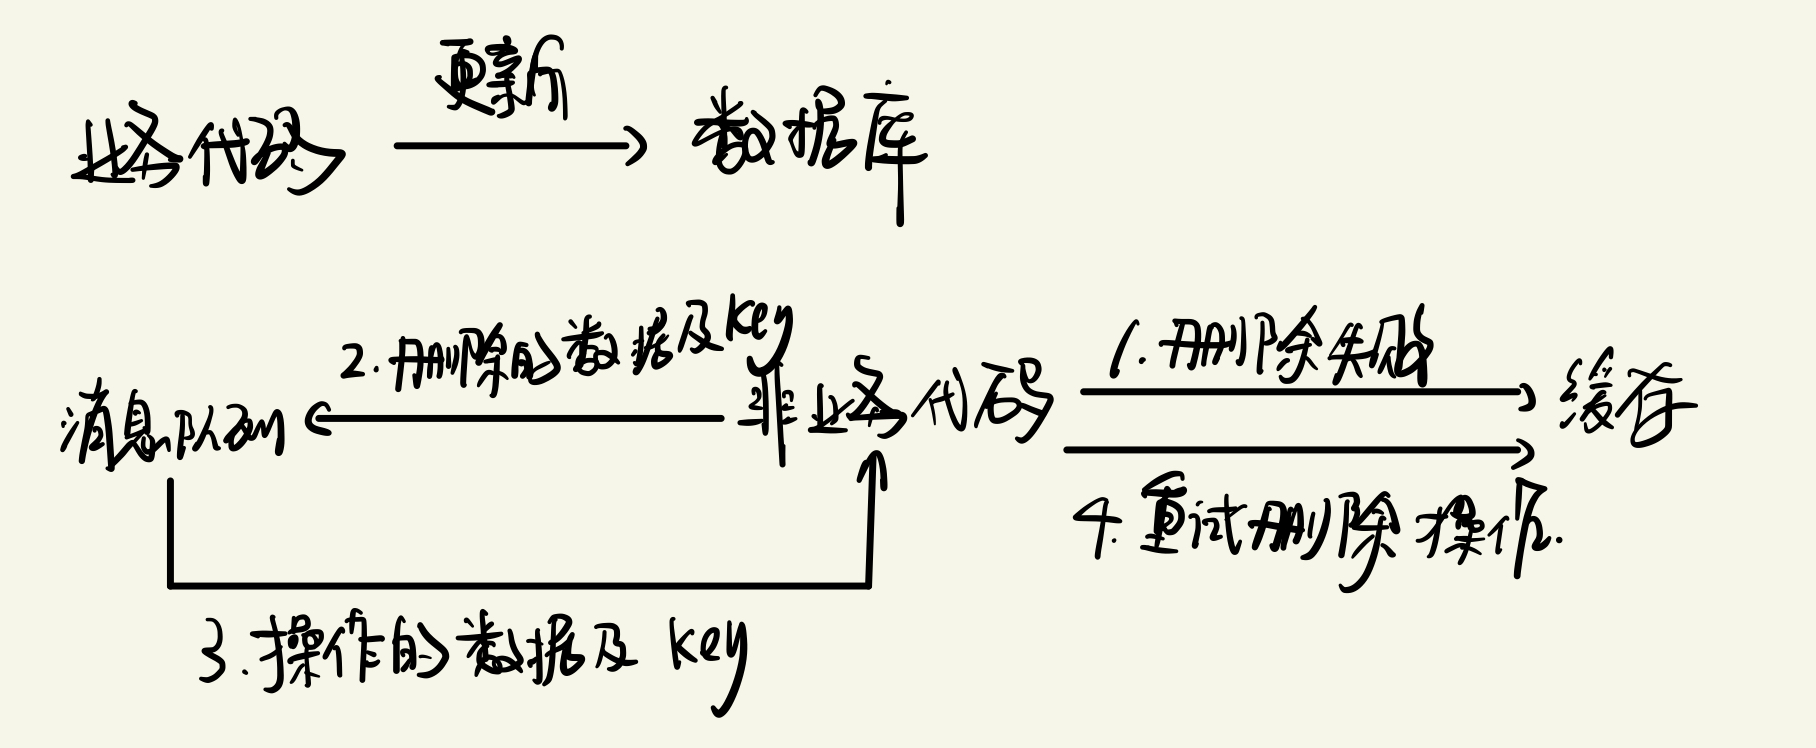 更新
业务代码
数据库
2.删除的数据及key
1.删除失败
消息队列
非业务代码
缓存
4.重试删除操作.
3.操作的数据及 key